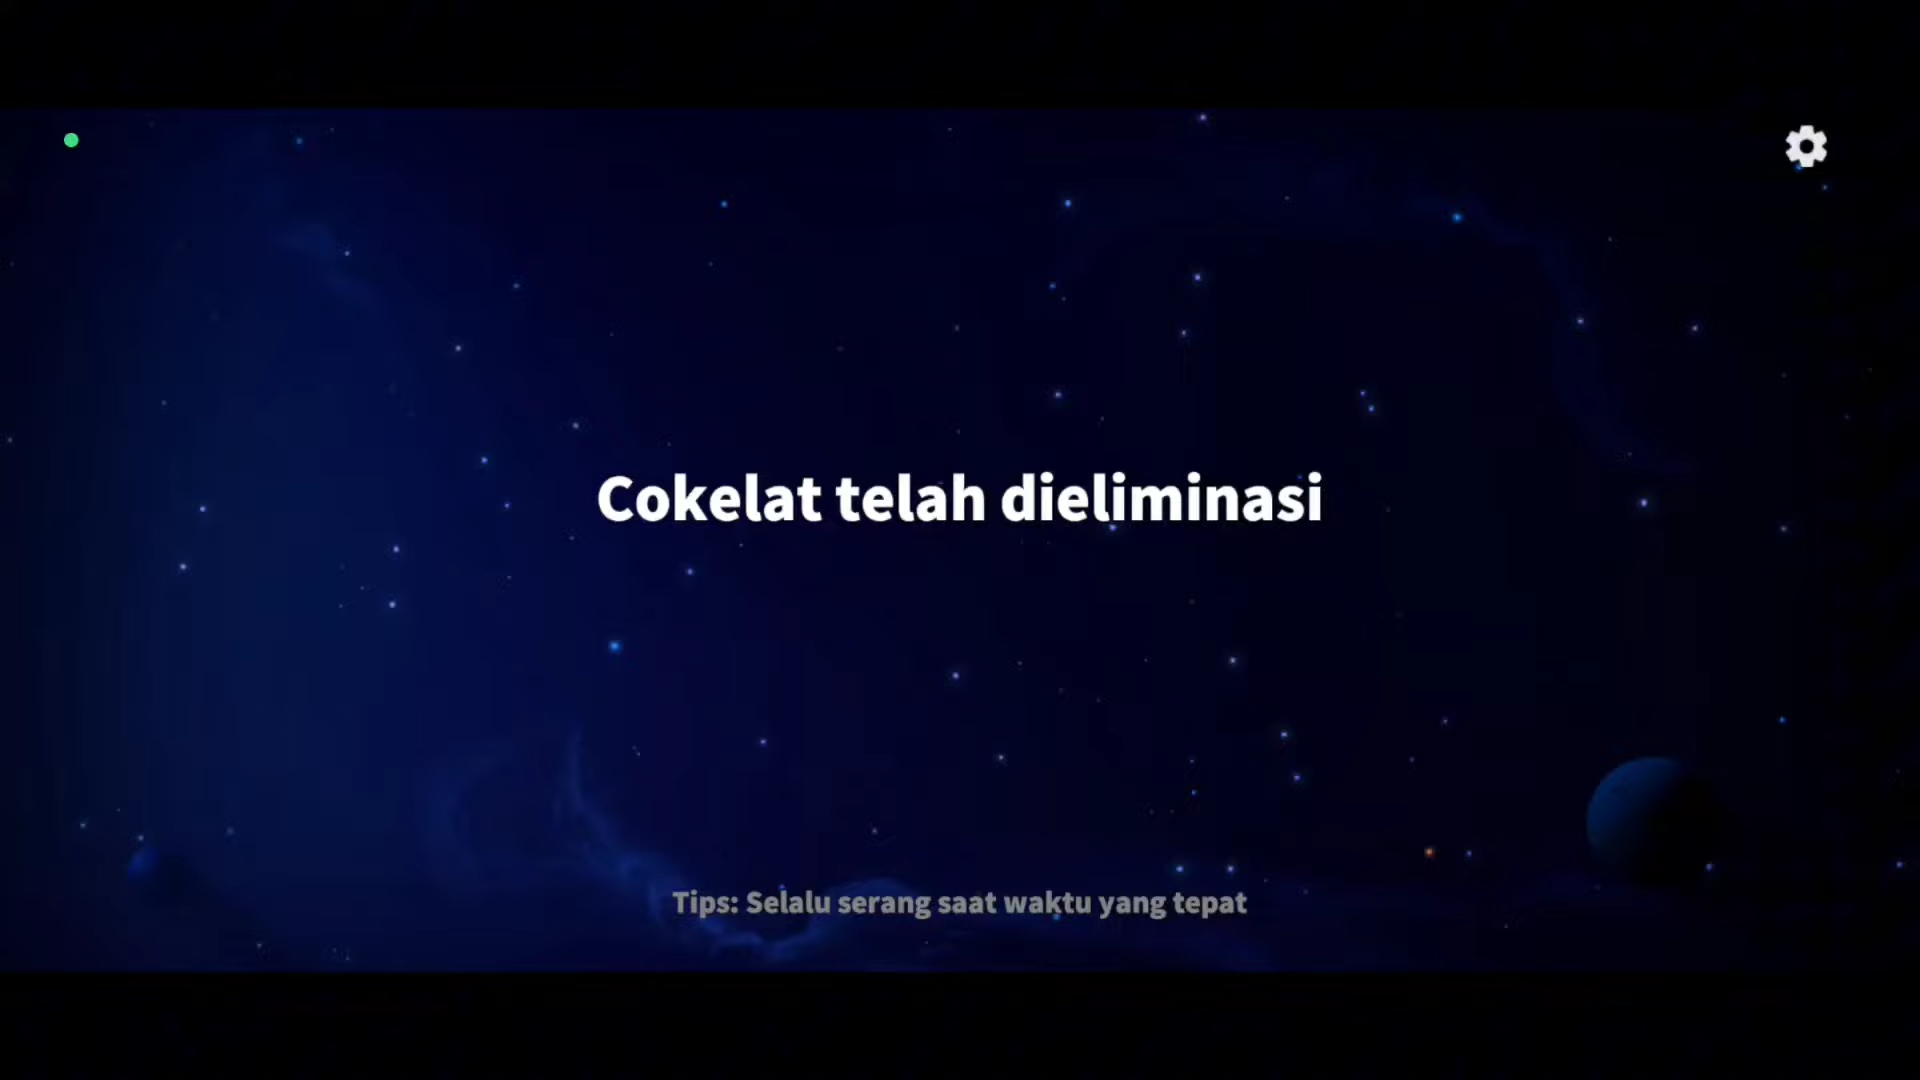 Cokelat telah dieliminasi
Tips: Selalu serang saat waktu yang tepat